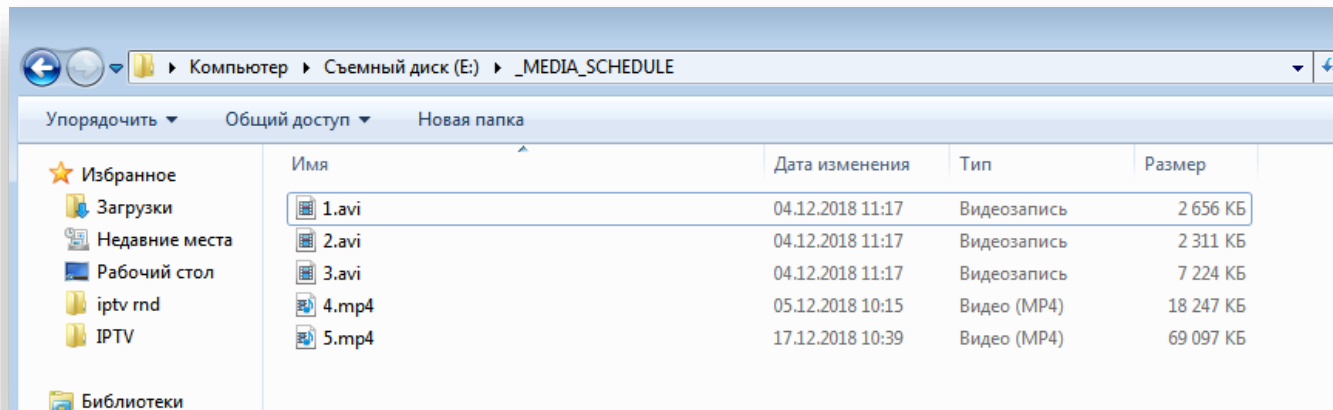 Компьютер ▸ Съемный диск (E:) ▸ _MEDIA_SCHEDULE
Упорядочить ▼ Общий доступ ▼ Новая папка
Имя Дата изменения Тип Размер
Избранное
Загрузки
Недавние места
Рабочий стол
iptv rnd
IPTV
Библиотеки
1.avi 04.12.2018 11:17 Видеозапись 2 656 КБ
2.avi 04.12.2018 11:17 Видеозапись 2 311 КБ
3.avi 04.12.2018 11:17 Видеозапись 7 224 КБ
4.mp4 05.12.2018 10:15 Видео (MP4) 18 247 КБ
5.mp4 17.12.2018 10:39 Видео (MP4) 69 097 КБ